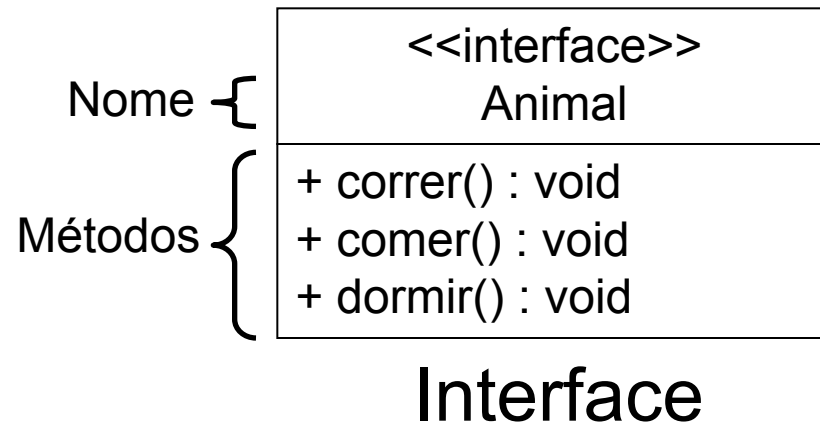 <<interface>>
Nome
Animal
Métodos
+ correr() : void
+ comer() : void
+ dormir() : void
Interface